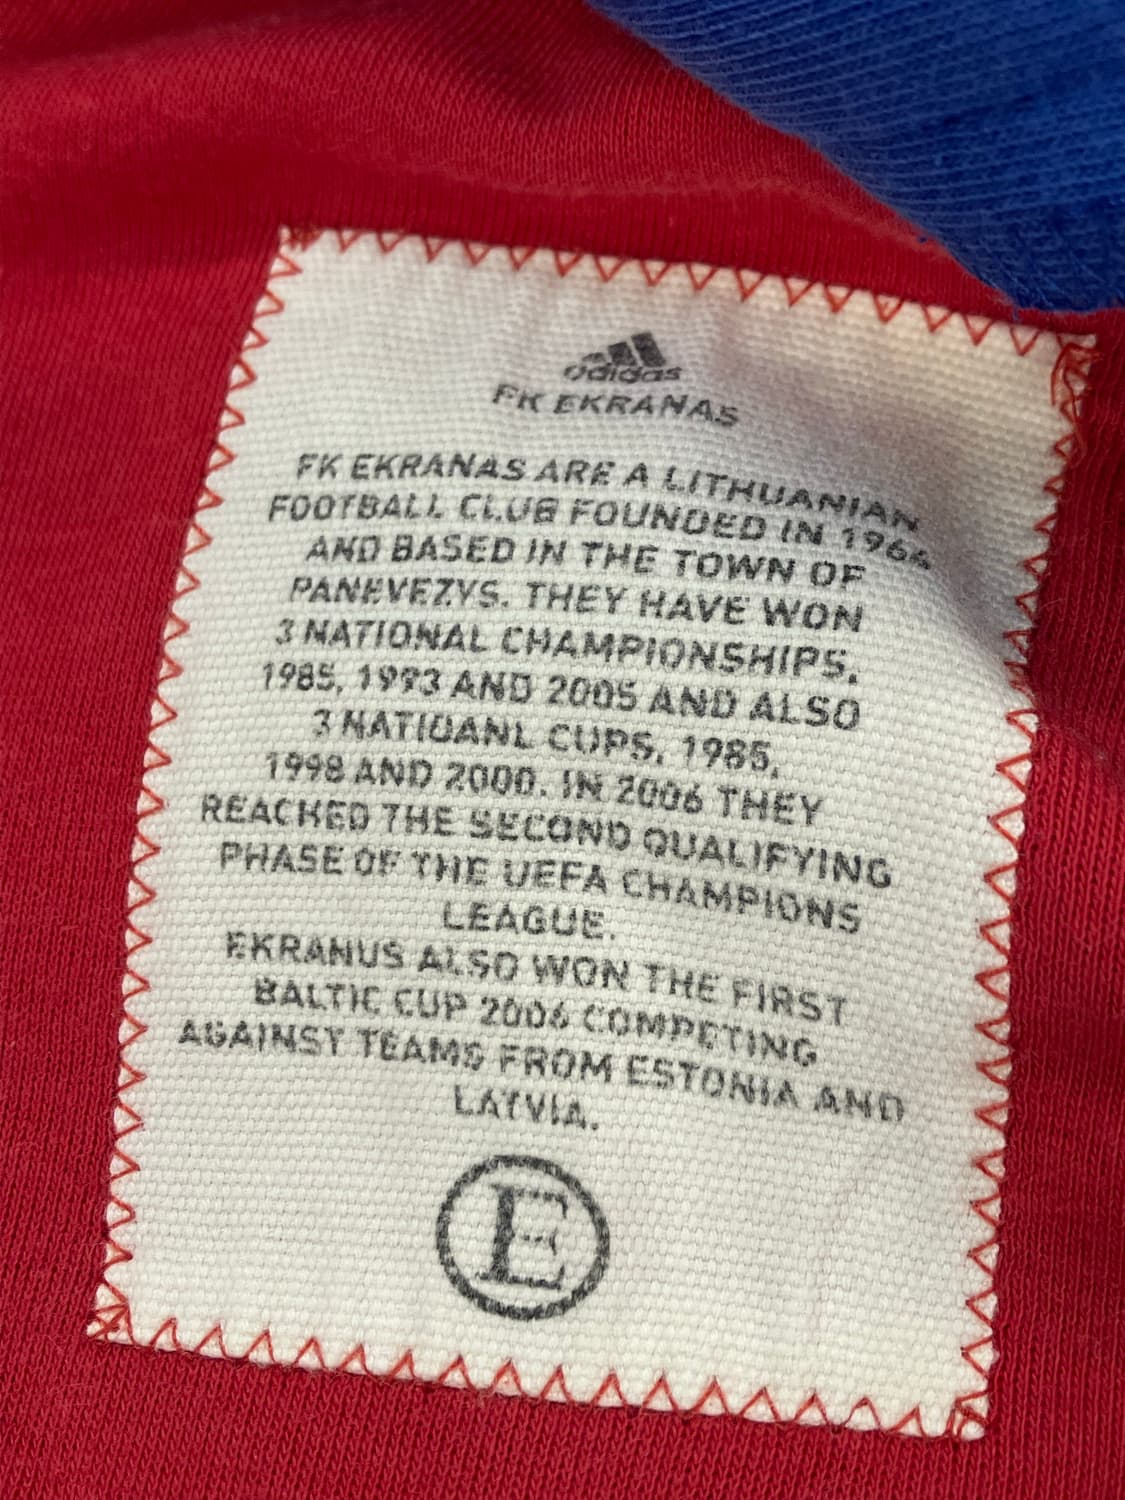 adidas
FK EKRANAS
FK EKRANAS ARE A LITHUANIAN
FOOTBALL CLUB FOUNDED IN 1964
AND BASED IN THE TOWN OF
PANEVEZYS. THEY HAVE WON
3 NATIONAL CHAMPIONSHIPS,
1985, 1993 AND 2005 AND ALSO
3 NATIOANL CUPS, 1985,
1998 AND 2000. IN 2006 THEY
REACHED THE SECOND QUALIFYING
PHASE OF THE UEFA CHAMPIONS
LEAGUE.
EKRANUS ALSO WON THE FIRST
BALTIC CUP 2006 COMPETING
AGAINST TEAMS FROM ESTONIA AND
LATVIA.
E